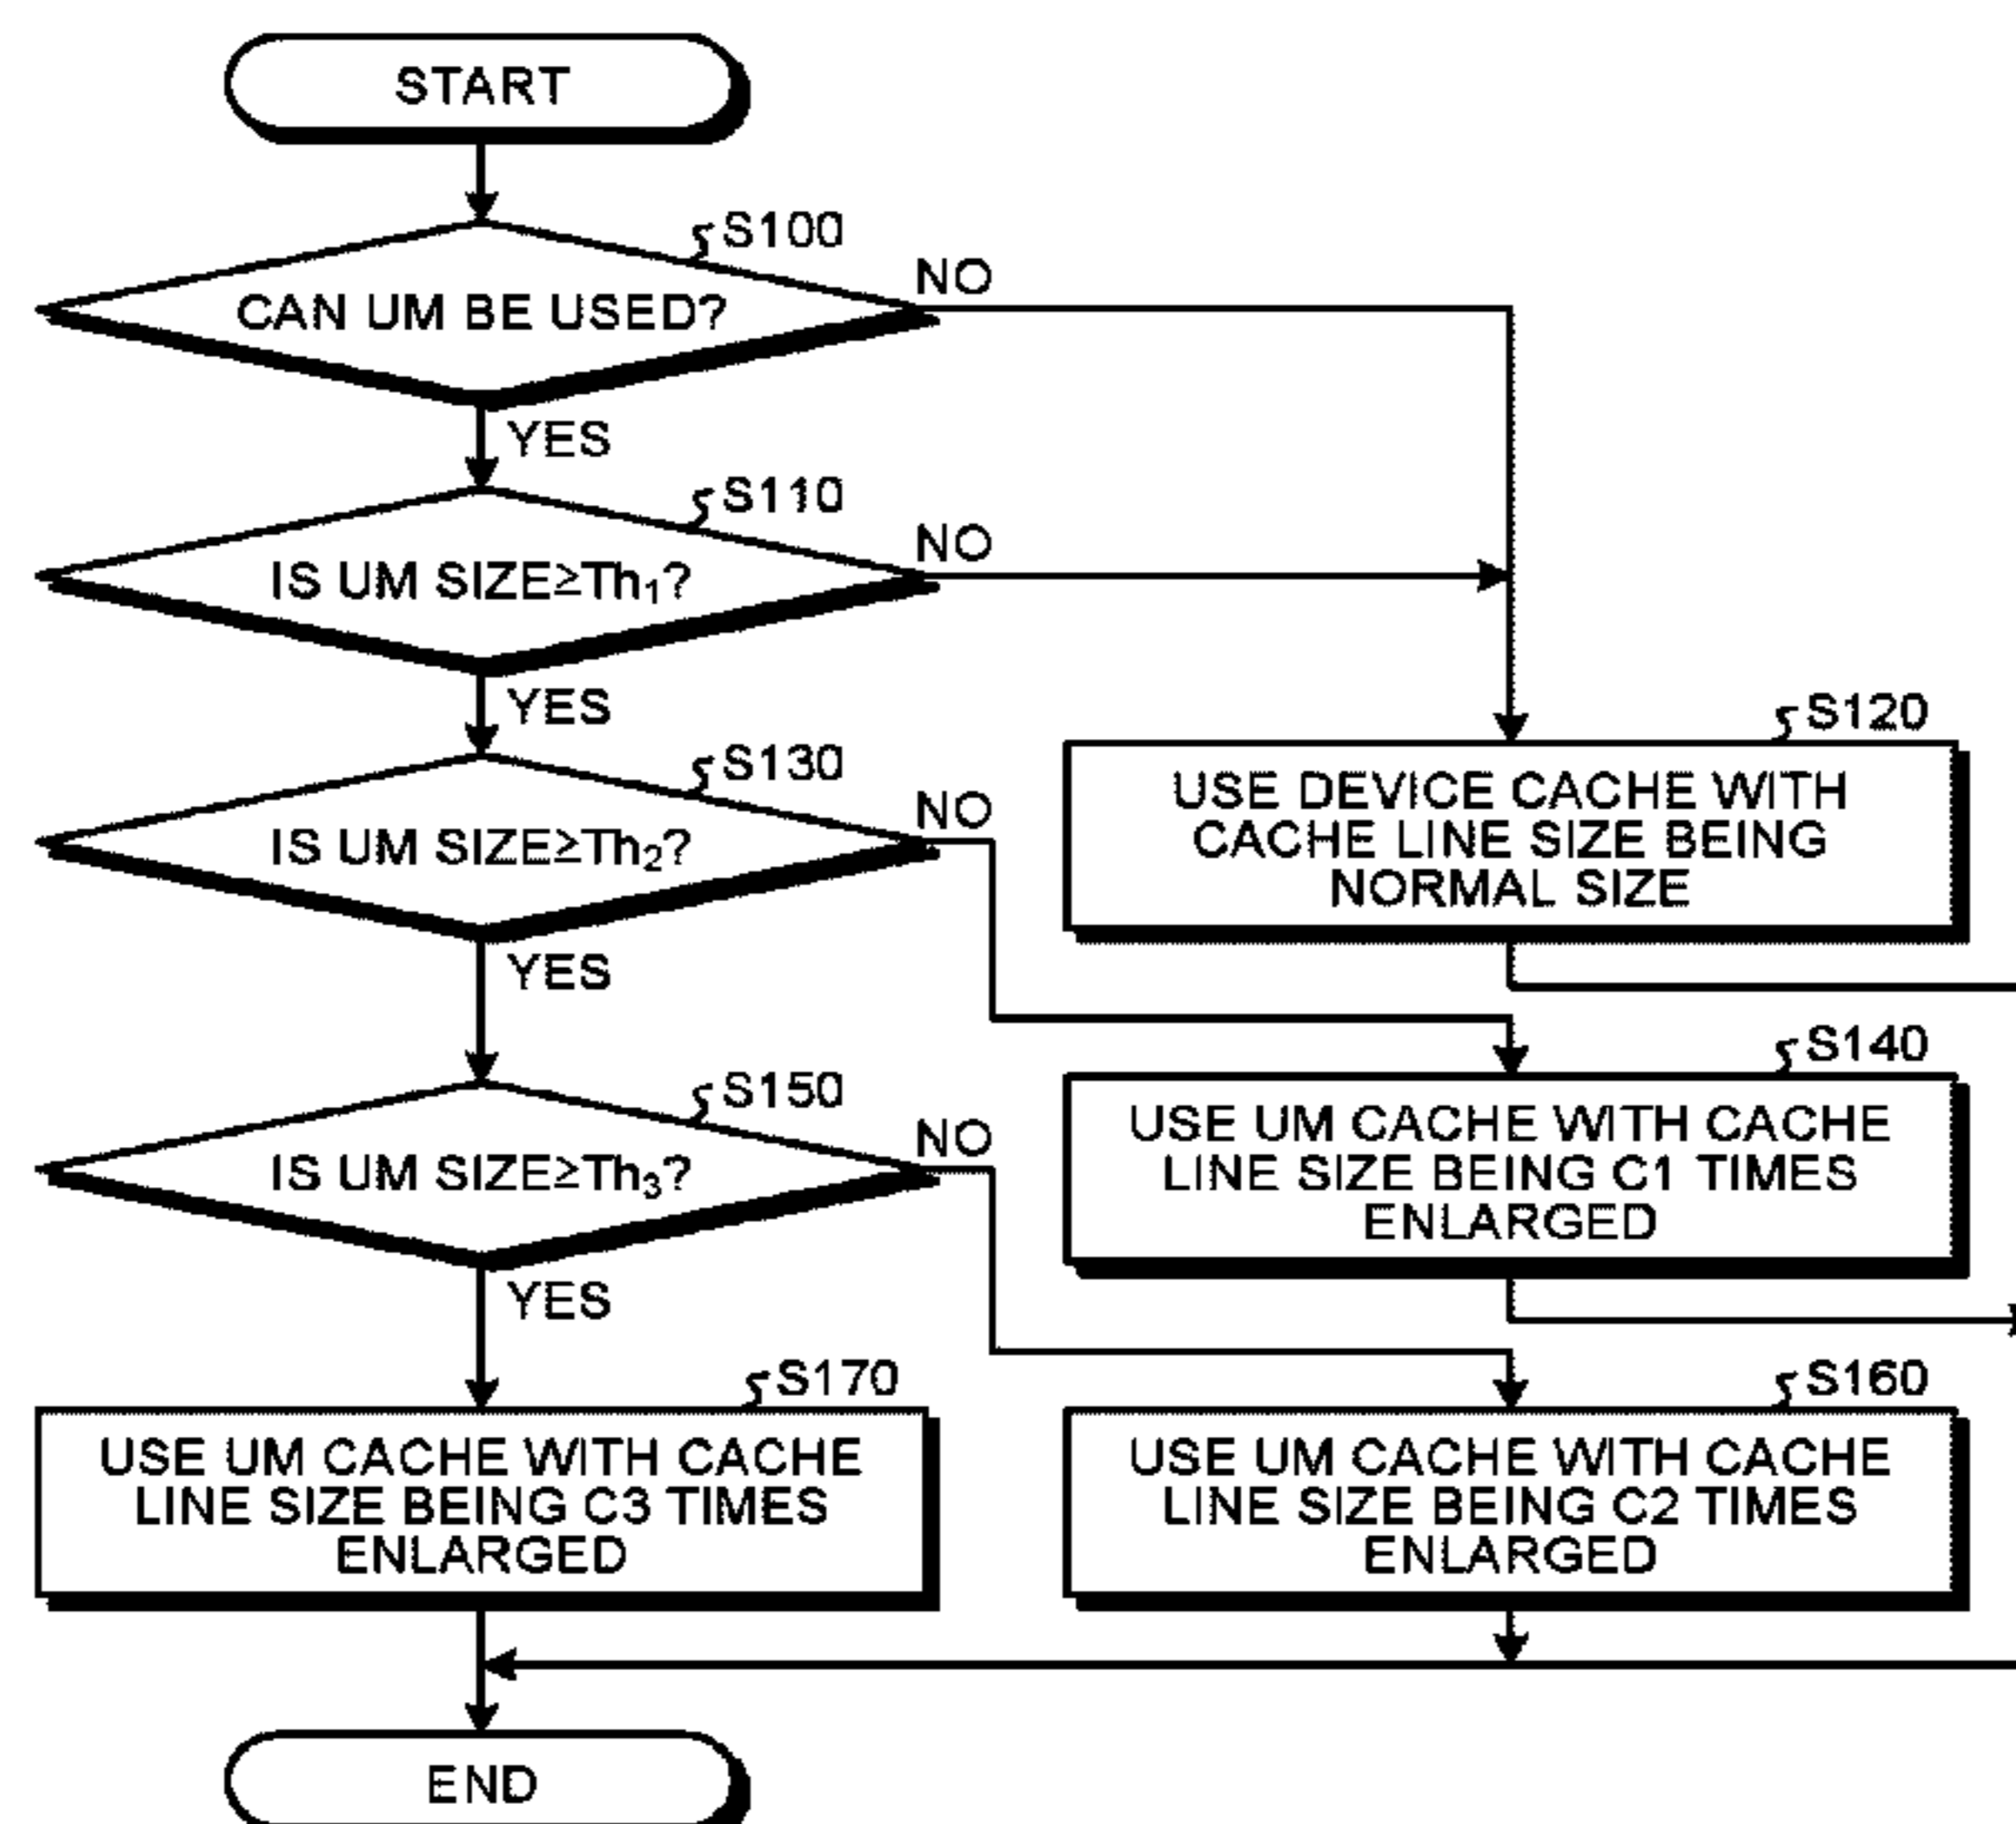 START
S100
CAN UM BE USED?
NO
YES
S110
IS UM SIZE≥Th₁?
NO
YES
S120
USE DEVICE CACHE WITH
CACHE LINE SIZE BEING
NORMAL SIZE
S130
IS UM SIZE≥Th₂?
NO
YES
S140
USE UM CACHE WITH CACHE
LINE SIZE BEING C1 TIMES
ENLARGED
S150
IS UM SIZE≥Th₃?
NO
YES
S170
USE UM CACHE WITH CACHE
LINE SIZE BEING C3 TIMES
ENLARGED
S160
USE UM CACHE WITH CACHE
LINE SIZE BEING C2 TIMES
ENLARGED
END